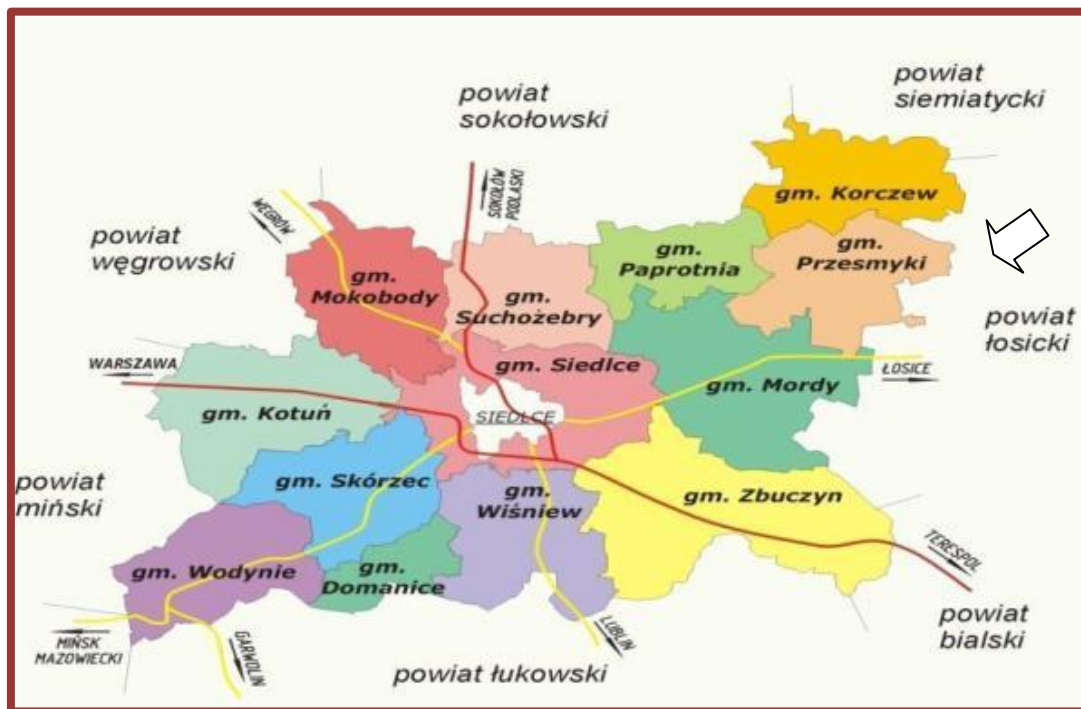 powiat
siemiatycki
powiat
sokołowski
SOKOŁÓW
PODLASKI
WĘGRÓW
gm. Korczew
powiat
węgrowski
gm.
Mokobody
gm.
Suchożebry
gm.
Paprotnia
gm.
Przesmyki
powiat
łosicki
WARSZAWA
gm. Siedlce
ŁOSICE
gm. Mordy
gm. Kotuń
SIEDLCE
powiat
miński
gm. Skórzec
gm.
Wiśniew
gm. Zbuczyn
gm. Wodynie
gm.
Domanice
TERESPOL
powiat
bialski
MIŃSK
MAZOWIECKI
GARWOLIN
LUBLIN
powiat łukowski